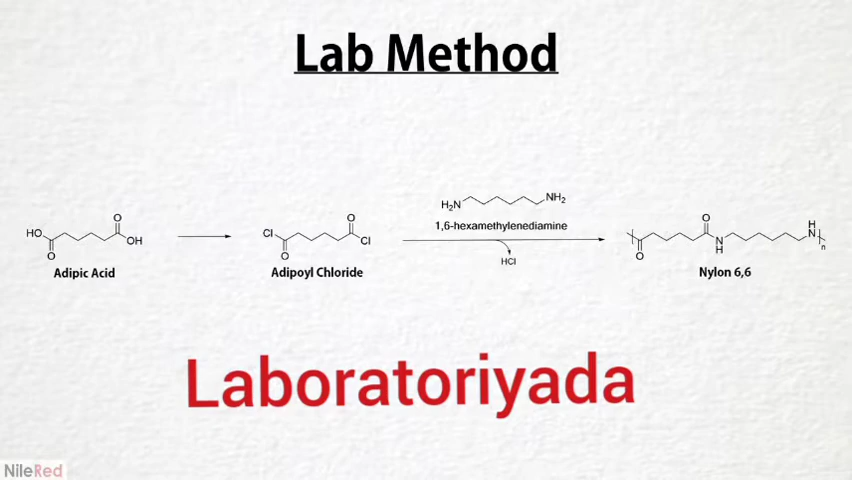 Lab Method
H₂N NH₂
O O
HO OH
O
Adipic Acid
Cl Cl
O
Adipoyl Chloride
1,6-hexamethylenediamine
HCl
O H
N
O N
H n
Nylon 6,6
Laboratoriyada
NileRed